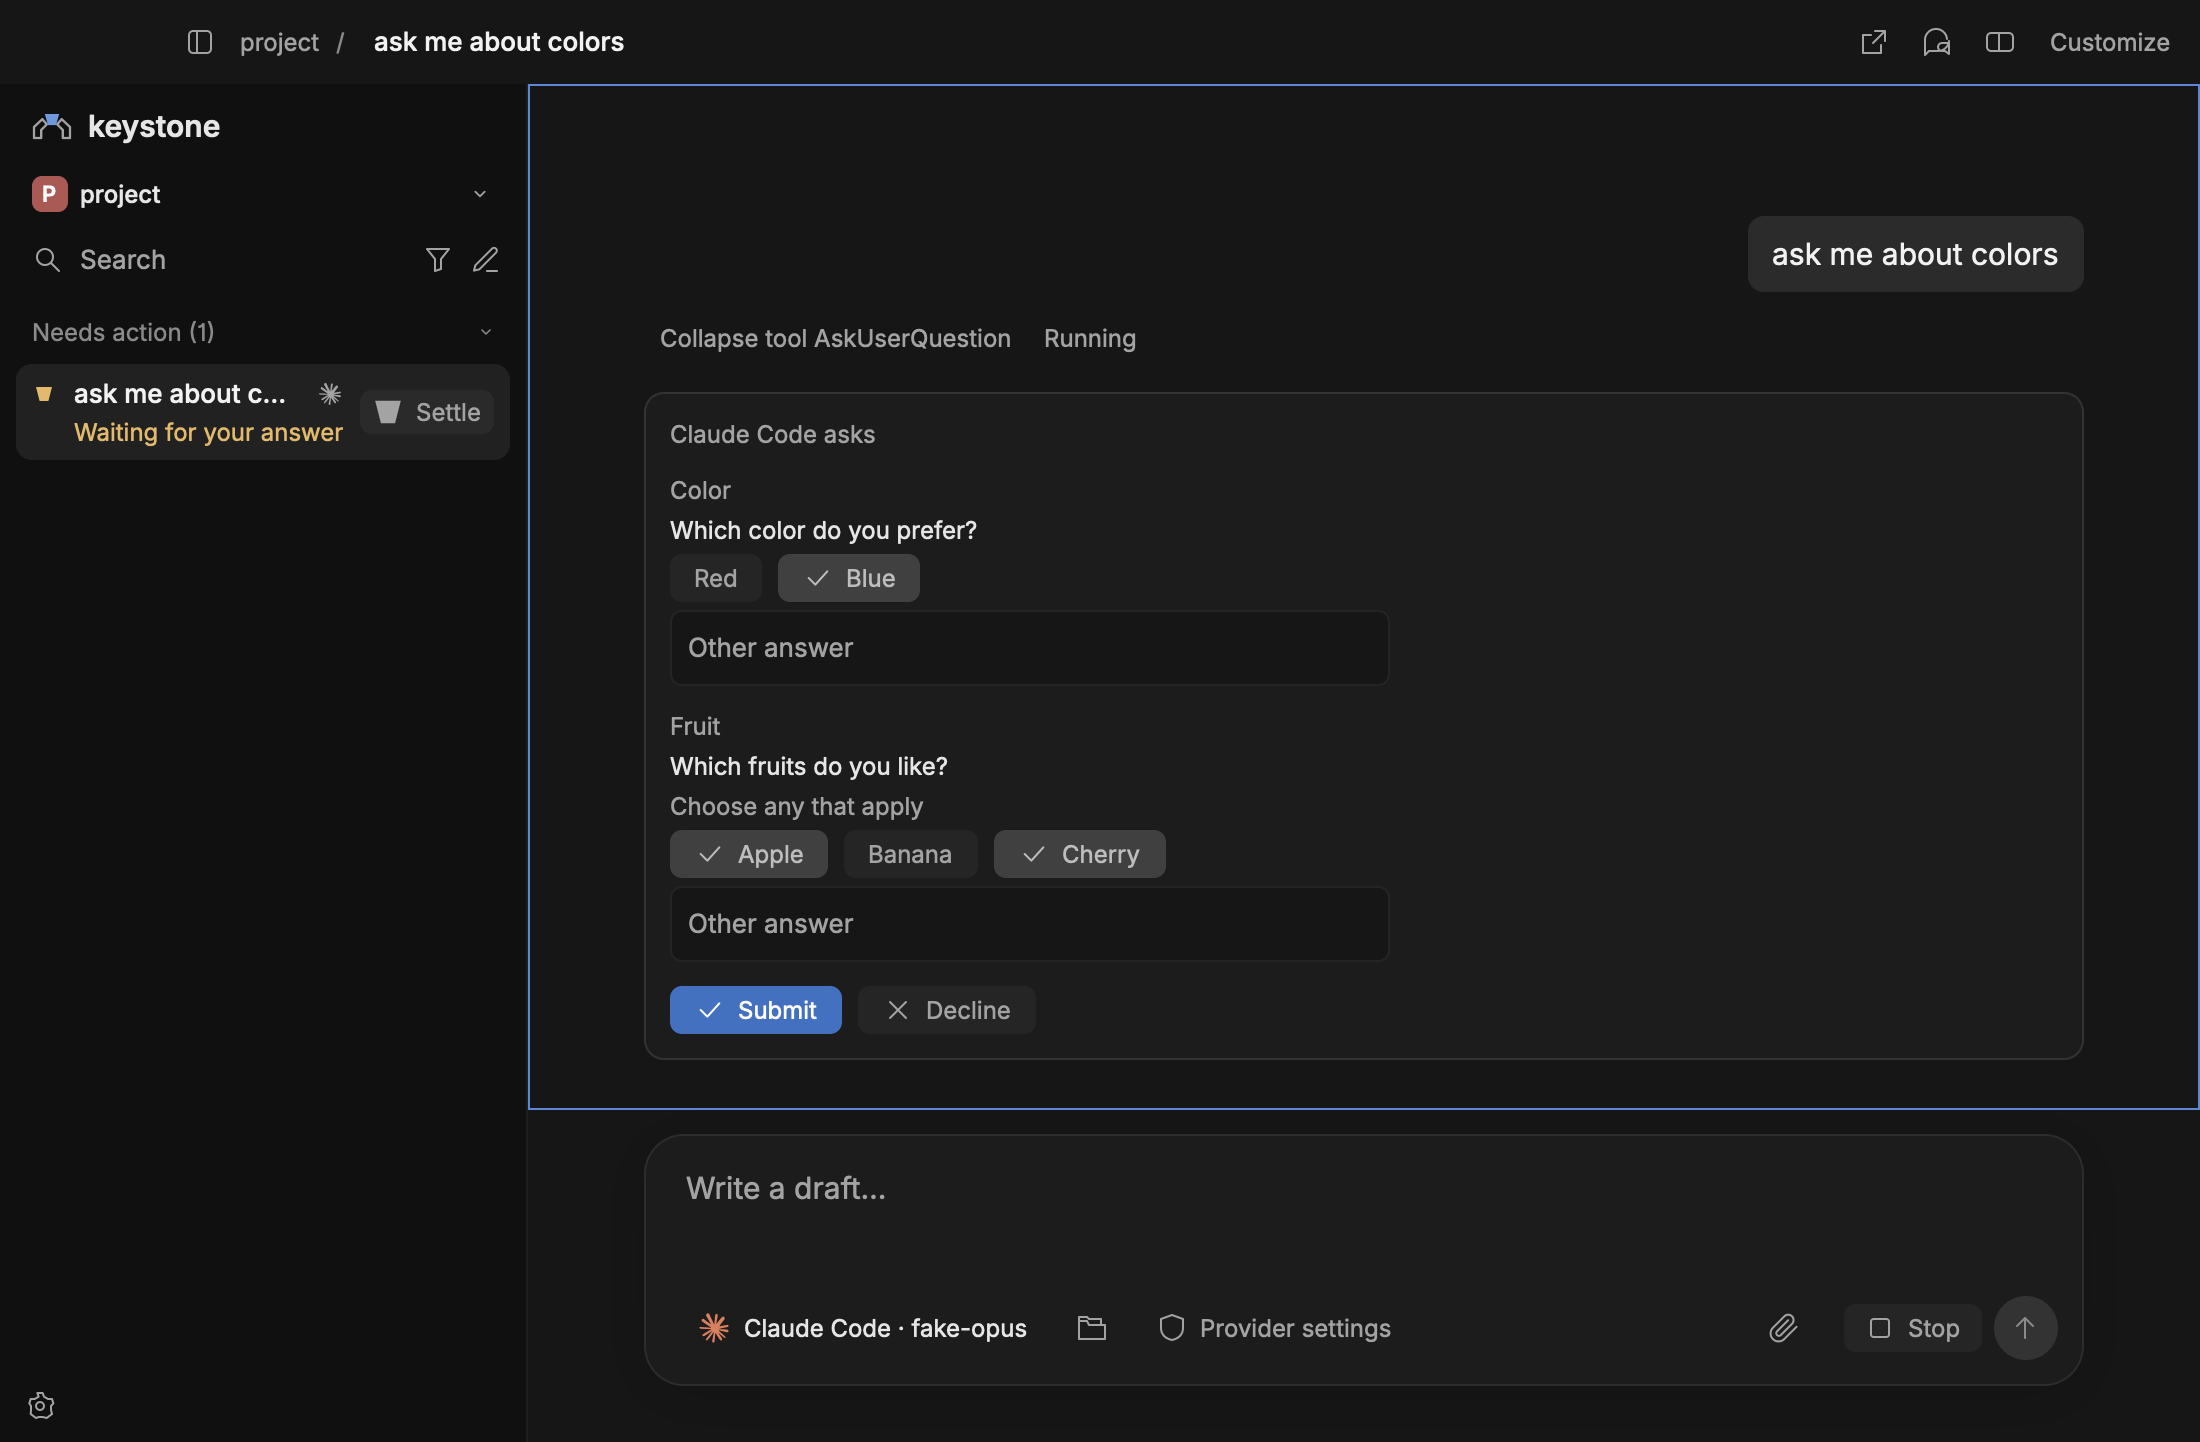 project / ask me about colors
Customize
keystone
P project
Search
Needs action (1)
ask me about c...
Waiting for your answer
Settle
ask me about colors
Collapse tool AskUserQuestion Running
Claude Code asks
Color
Which color do you prefer?
Red Blue
Other answer
Fruit
Which fruits do you like?
Choose any that apply
Apple Banana Cherry
Other answer
Submit Decline
Write a draft...
Claude Code · fake-opus Provider settings Stop